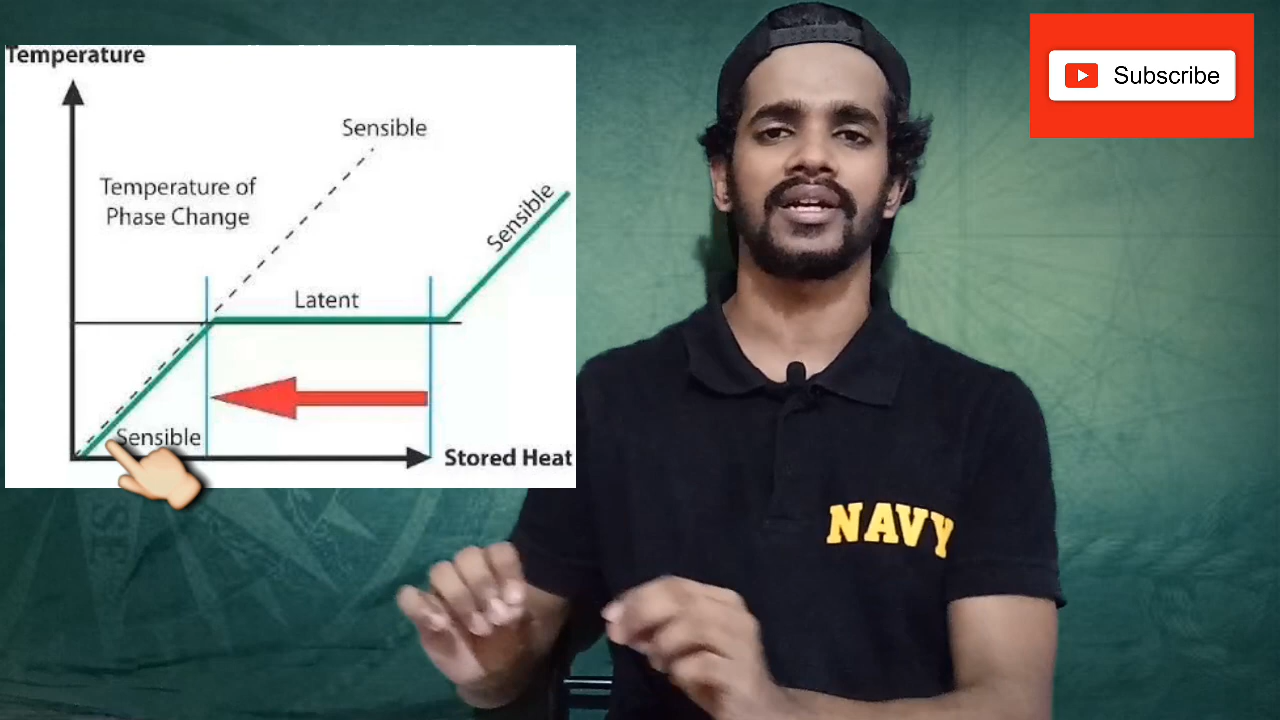 Temperature
Sensible
Temperature of
Phase Change
Sensible
Latent
Sensible
Stored Heat
Subscribe
NAVY